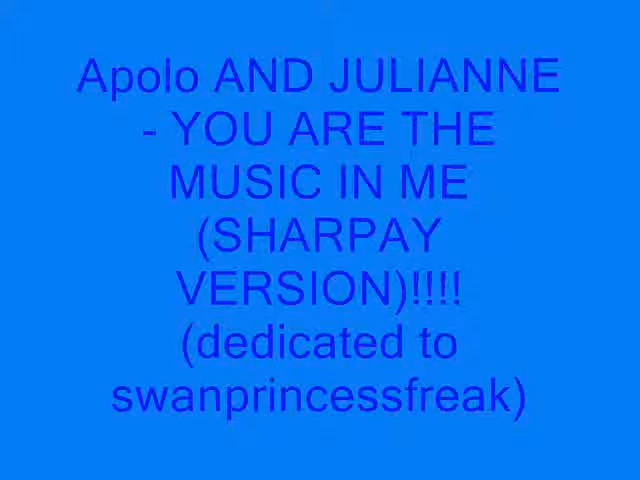 Apolo AND JULIANNE
- YOU ARE THE
MUSIC IN ME
(SHARPAY
VERSION)!!!!
(dedicated to
swanprincessfreak)